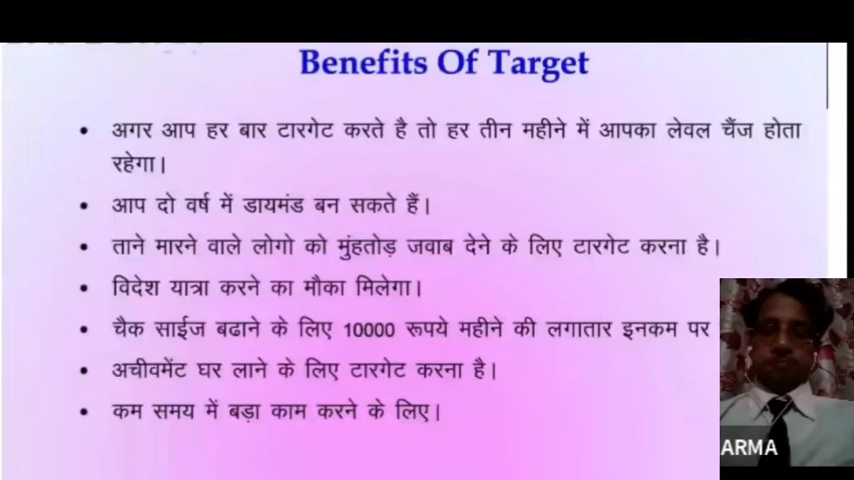 Benefits Of Target
• अगर आप हर बार टारगेट करते है तो हर तीन महीने में आपका लेवल चैंज होता
रहेगा।
• आप दो वर्ष में डायमंड बन सकते हैं।
• ताने मारने वाले लोगो को मुंहतोड़ जवाब देने के लिए टारगेट करना है।
• विदेश यात्रा करने का मौका मिलेगा।
• चैक साईज बढाने के लिए 10000 रूपये महीने की लगातार इनकम पर
• अचीवमेंट घर लाने के लिए टारगेट करना है।
• कम समय में बड़ा काम करने के लिए।
ARMA